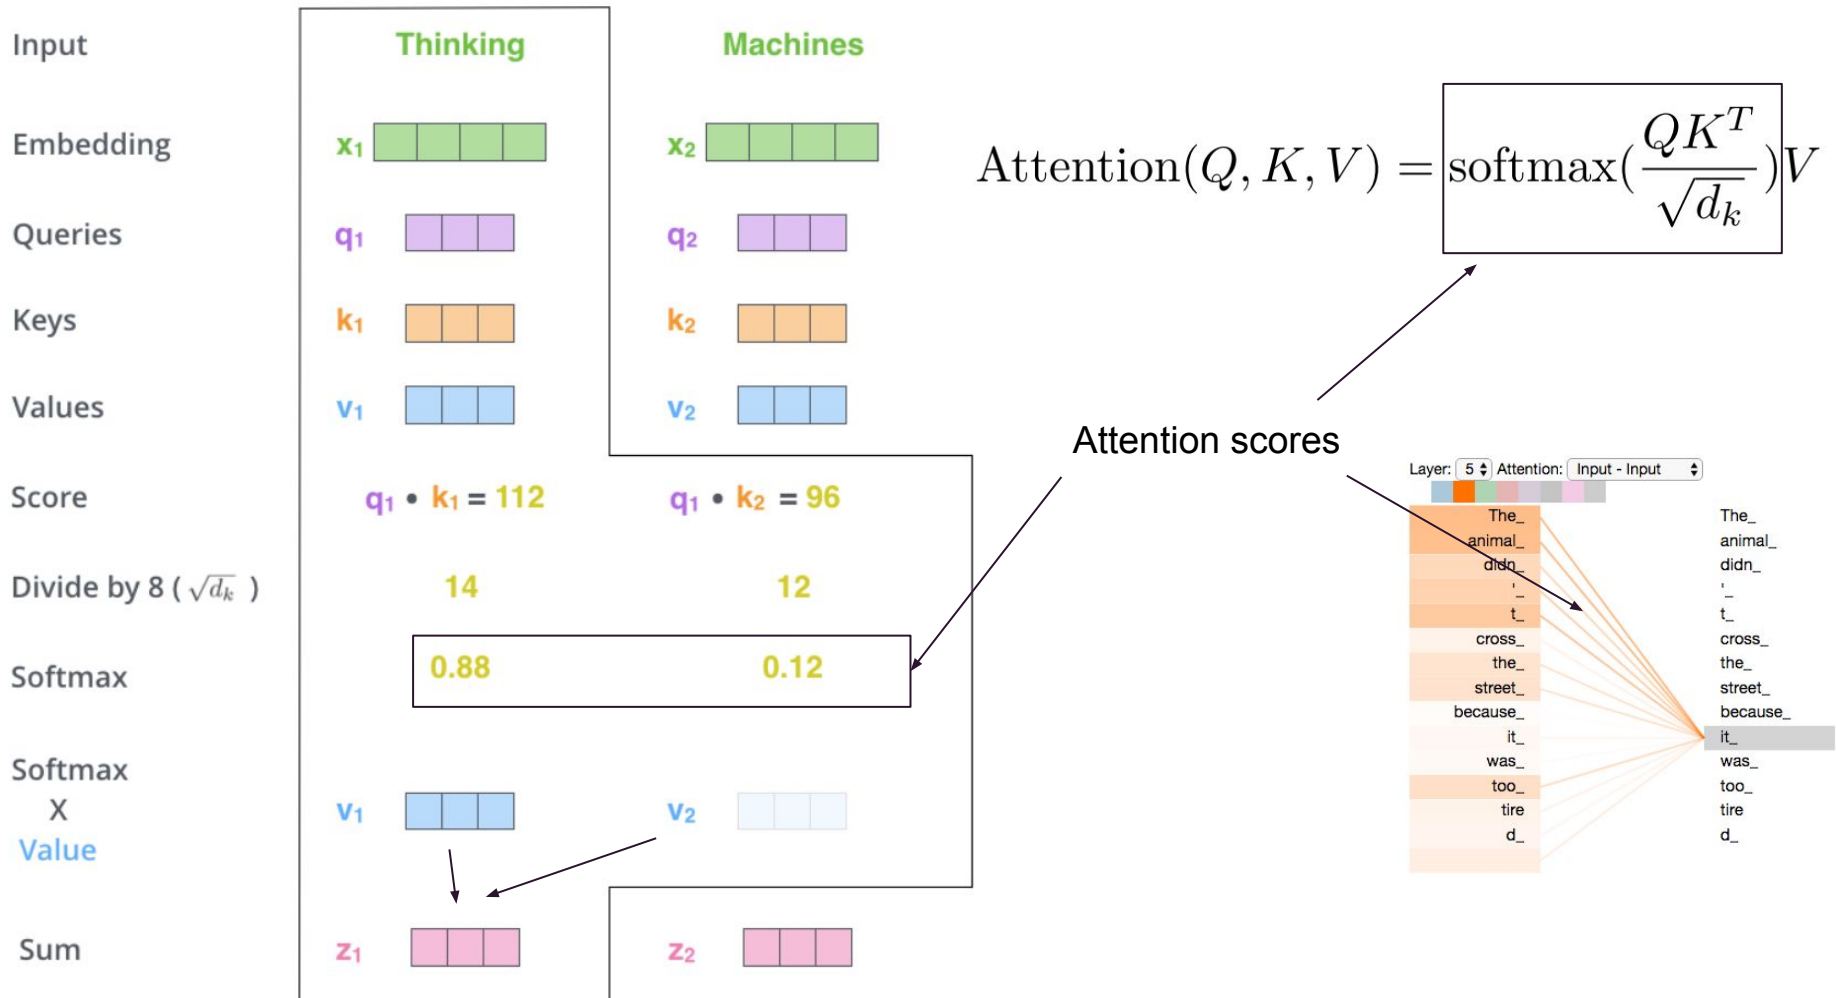 Input Thinking Machines
Embedding x₁ x₂
Attention(Q, K, V) = softmax(QKᵀ/√dₖ)V
Queries q₁ q₂
Keys k₁ k₂
Values v₁ v₂
Attention scores
Score q₁ • k₁ = 112 q₁ • k₂ = 96
Divide by 8 ( √dₖ ) 14 12
Softmax 0.88 0.12
Softmax
X
Value
v₁ v₂
Sum z₁ z₂
Layer: 5 Attention: Input - Input
The_ The_
animal_ animal_
didn_ didn_
'_ '_
t_ t_
cross_ cross_
the_ the_
street_ street_
because_ because_
it_ it_
was_ was_
too_ too_
tire tire
d_ d_